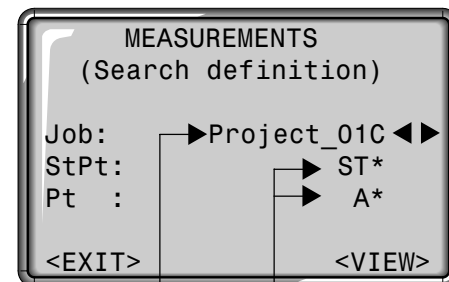 MEASUREMENTS
(Search definition)
Job: Project_01C
StPt: ST*
Pt : A*
<EXIT> <VIEW>